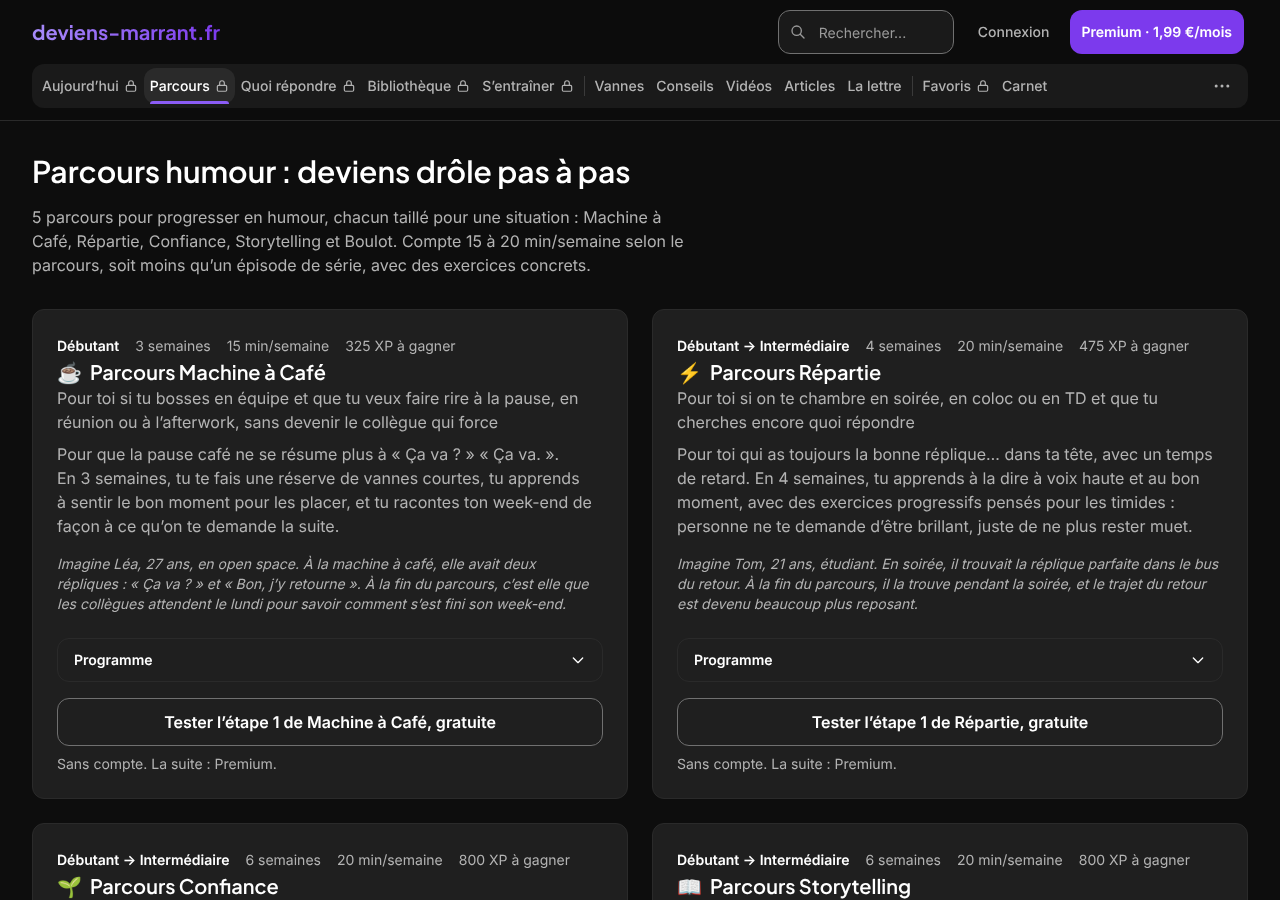 deviens-marrant.fr
Rechercher...
Connexion
Premium · 1,99 €/mois
Aujourd’hui
Parcours
Quoi répondre
Bibliothèque
S’entraîner
Vannes
Conseils
Vidéos
Articles
La lettre
Favoris
Carnet
Parcours humour : deviens drôle pas à pas
5 parcours pour progresser en humour, chacun taillé pour une situation : Machine à
Café, Répartie, Confiance, Storytelling et Boulot. Compte 15 à 20 min/semaine selon le
parcours, soit moins qu’un épisode de série, avec des exercices concrets.
Débutant 3 semaines 15 min/semaine 325 XP à gagner
☕ Parcours Machine à Café
Pour toi si tu bosses en équipe et que tu veux faire rire à la pause, en
réunion ou à l’afterwork, sans devenir le collègue qui force
Pour que la pause café ne se résume plus à « Ça va ? » « Ça va. ».
En 3 semaines, tu te fais une réserve de vannes courtes, tu apprends
à sentir le bon moment pour les placer, et tu racontes ton week-end de
façon à ce qu’on te demande la suite.
Imagine Léa, 27 ans, en open space. À la machine à café, elle avait deux
répliques : « Ça va ? » et « Bon, j’y retourne ». À la fin du parcours, c’est elle que
les collègues attendent le lundi pour savoir comment s’est fini son week-end.
Programme
Tester l’étape 1 de Machine à Café, gratuite
Sans compte. La suite : Premium.
Débutant → Intermédiaire 4 semaines 20 min/semaine 475 XP à gagner
⚡ Parcours Répartie
Pour toi si on te chambre en soirée, en coloc ou en TD et que tu
cherches encore quoi répondre
Pour toi qui as toujours la bonne réplique… dans ta tête, avec un temps
de retard. En 4 semaines, tu apprends à la dire à voix haute et au bon
moment, avec des exercices progressifs pensés pour les timides :
personne ne te demande d’être brillant, juste de ne plus rester muet.
Imagine Tom, 21 ans, étudiant. En soirée, il trouvait la réplique parfaite dans le bus
du retour. À la fin du parcours, il la trouve pendant la soirée, et le trajet du retour
est devenu beaucoup plus reposant.
Programme
Tester l’étape 1 de Répartie, gratuite
Sans compte. La suite : Premium.
Débutant → Intermédiaire 6 semaines 20 min/semaine 800 XP à gagner
🌱 Parcours Confiance
Débutant → Intermédiaire 6 semaines 20 min/semaine 800 XP à gagner
📖 Parcours Storytelling